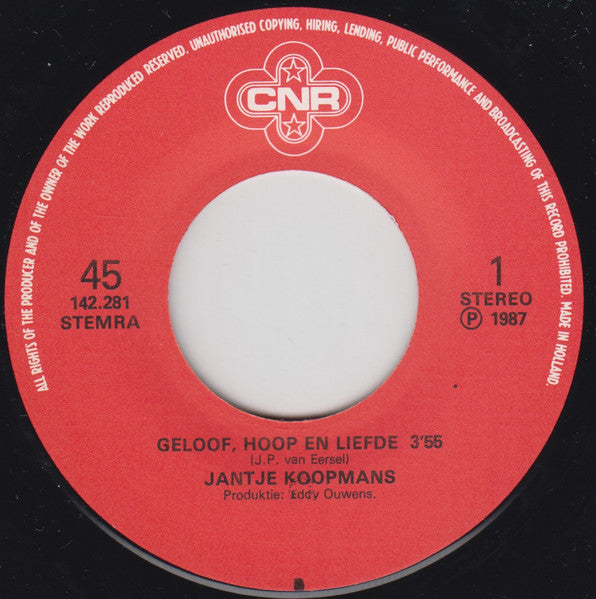 ALL RIGHTS OF THE PRODUCER AND OF THE OWNER OF THE WORK REPRODUCED RESERVED. UNAUTHORISED COPYING, HIRING, LENDING, PUBLIC PERFORMANCE AND BROADCASTING OF THIS RECORD PROHIBITED. MADE IN HOLLAND.
CNR
45
142.281
STEMRA
1
STEREO
Ⓟ 1987
GELOOF, HOOP EN LIEFDE 3'55
(J.P. van Eersel)
JANTJE KOOPMANS
Produktie: Eddy Ouwens.